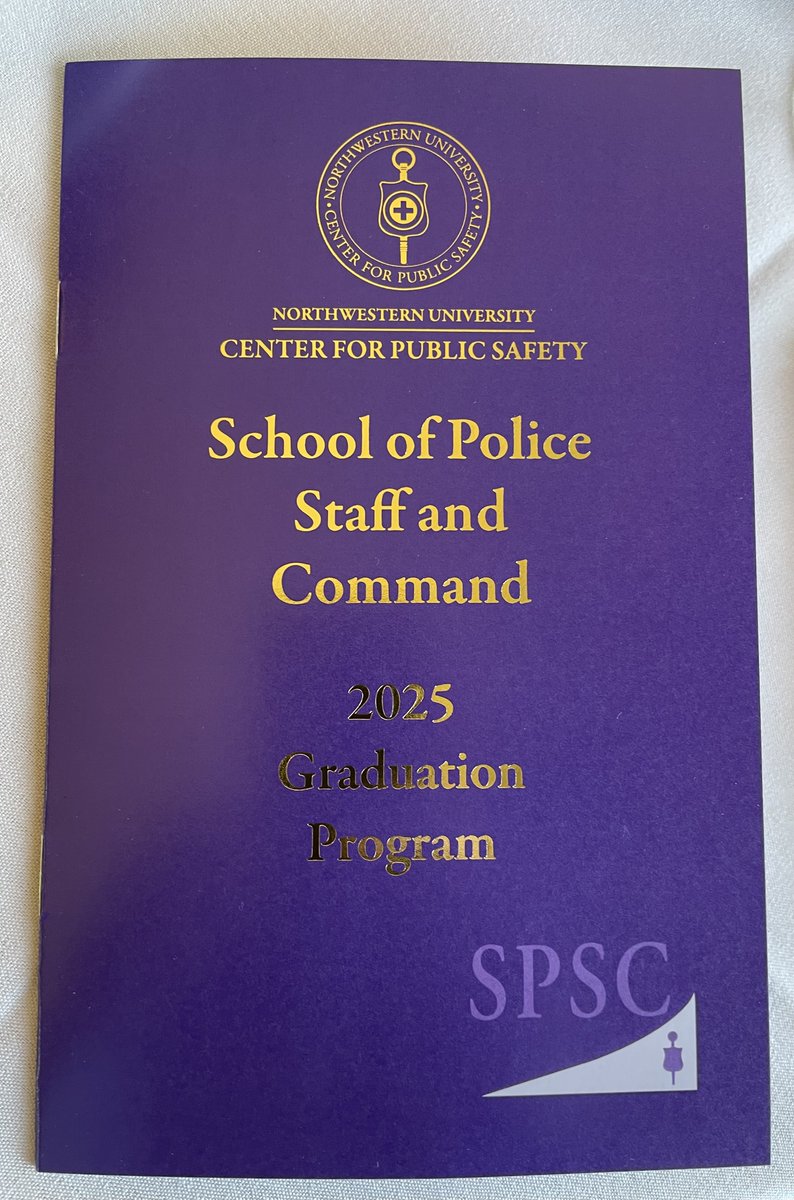 · NORTHWESTERN UNIVERSITY ·
CENTER FOR PUBLIC SAFETY
NORTHWESTERN UNIVERSITY
CENTER FOR PUBLIC SAFETY
School of Police
Staff and
Command
2025
Graduation
Program
SPSC